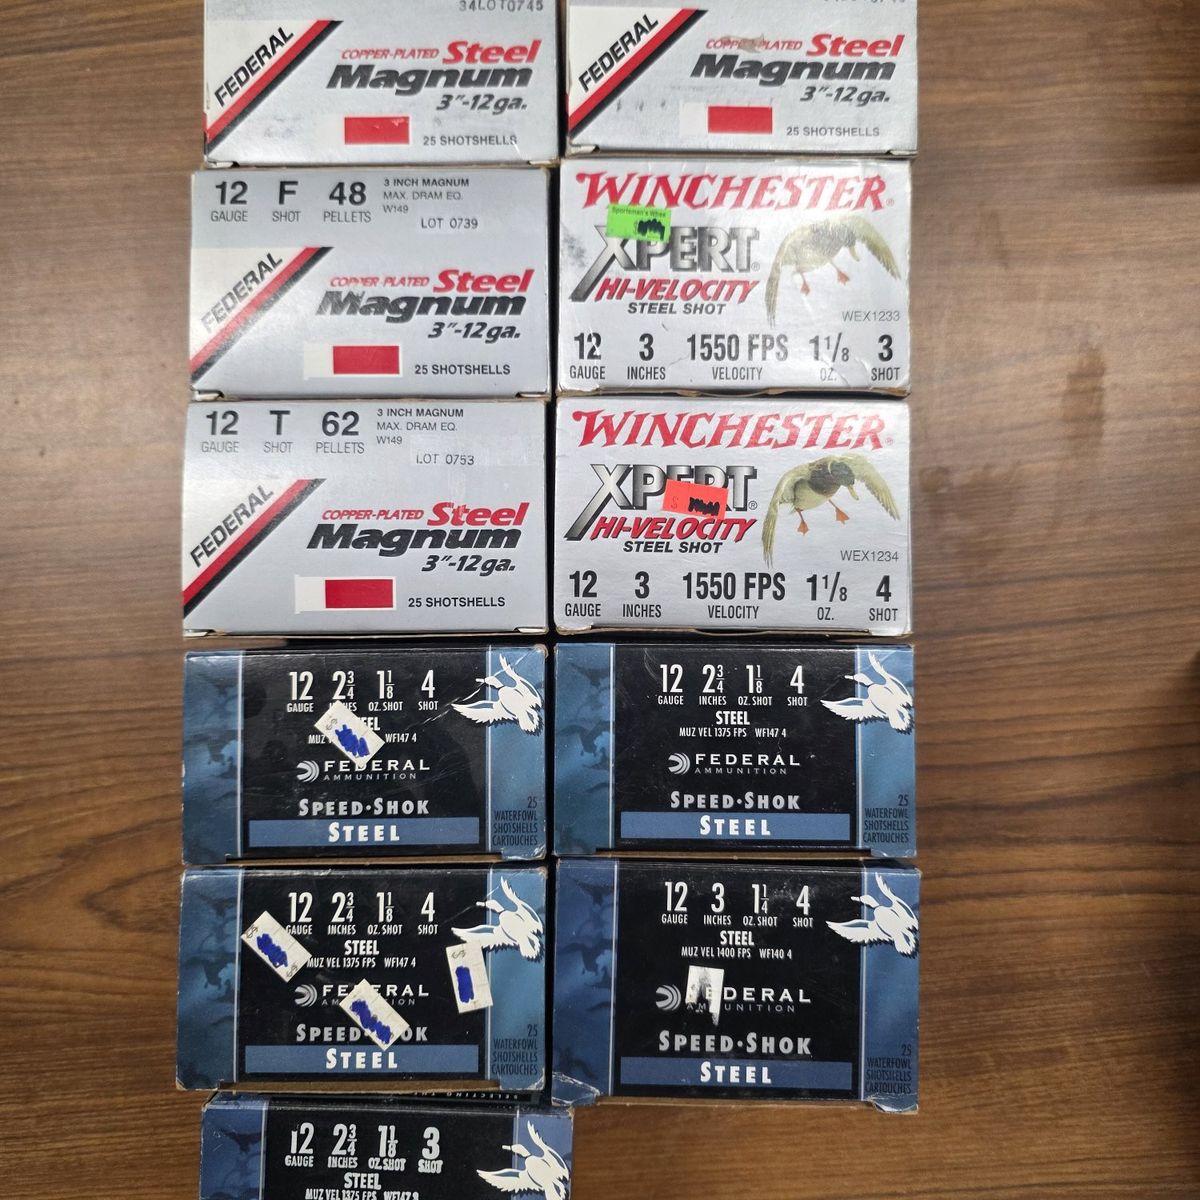 34LOT0745
FEDERAL
COPPER-PLATED Steel
Magnum
3"-12ga.
25 SHOTSHELLS
FEDERAL
COPPER-PLATED Steel
Magnum
3"-12ga.
25 SHOTSHELLS
12 F 48
GAUGE SHOT PELLETS
3 INCH MAGNUM
MAX. DRAM EQ.
W149
LOT 0739
FEDERAL
COPPER-PLATED Steel
Magnum
3"-12ga.
25 SHOTSHELLS
WINCHESTER®
Sportsman's Whse
$
XPERT®
HI-VELOCITY
STEEL SHOT
WEX1233
12 3 1550 FPS 1 1/8 3
GAUGE INCHES VELOCITY OZ. SHOT
12 T 62
GAUGE SHOT PELLETS
3 INCH MAGNUM
MAX. DRAM EQ.
W149
LOT 0753
FEDERAL
COPPER-PLATED Steel
Magnum
3"-12ga.
25 SHOTSHELLS
WINCHESTER®
XPERT®
$
HI-VELOCITY
STEEL SHOT
WEX1234
12 3 1550 FPS 1 1/8 4
GAUGE INCHES VELOCITY OZ. SHOT
12 2 3/4 1 1/8 4
GAUGE INCHES OZ. SHOT SHOT
WF147 4
FEDERAL
AMMUNITION
SPEED·SHOK
STEEL
25
WATERFOWL
SHOTSHELLS
CARTOUCHES
12 2 3/4 1 1/8 4
GAUGE INCHES OZ. SHOT SHOT
STEEL
MUZ VEL 1375 FPS WF147 4
FEDERAL
AMMUNITION
SPEED·SHOK
STEEL
25
WATERFOWL
SHOTSHELLS
CARTOUCHES
12 2 3/4 1 1/8 4
GAUGE INCHES OZ. SHOT SHOT
STEEL
MUZ VEL 1375 FPS WF147 4
FEDERAL
AMMUNITION
SPEED·SHOK
STEEL
25
WATERFOWL
SHOTSHELLS
CARTOUCHES
12 3 1 1/4 4
GAUGE INCHES OZ. SHOT SHOT
STEEL
MUZ VEL 1400 FPS WF140 4
FEDERAL
AMMUNITION
SPEED·SHOK
STEEL
25
WATERFOWL
SHOTSHELLS
CARTOUCHES
SELECTING THE
12 2 3/4 1 1/8 3
GAUGE INCHES OZ. SHOT SHOT
STEEL
MUZ VEL 1375 FPS WF147 3